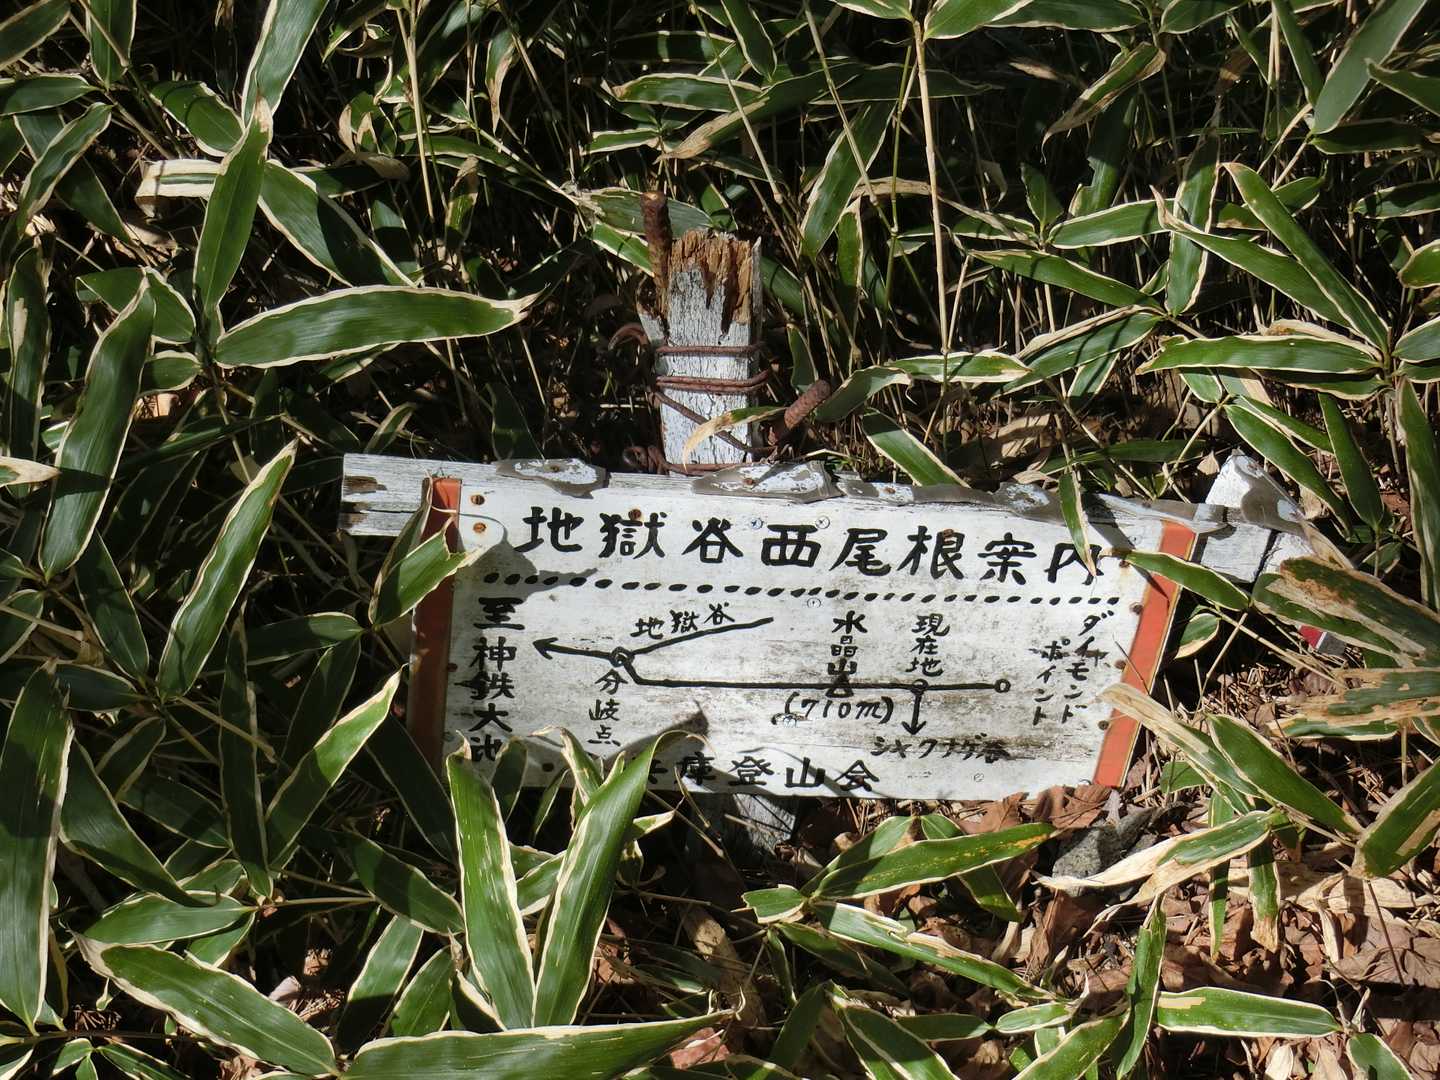 地獄谷西尾根案内
至神鉄大池
地獄谷
分岐点
水晶山
(710m)
現在地
シャクナゲ谷
ダイヤモンド
ポイント
庫登山会